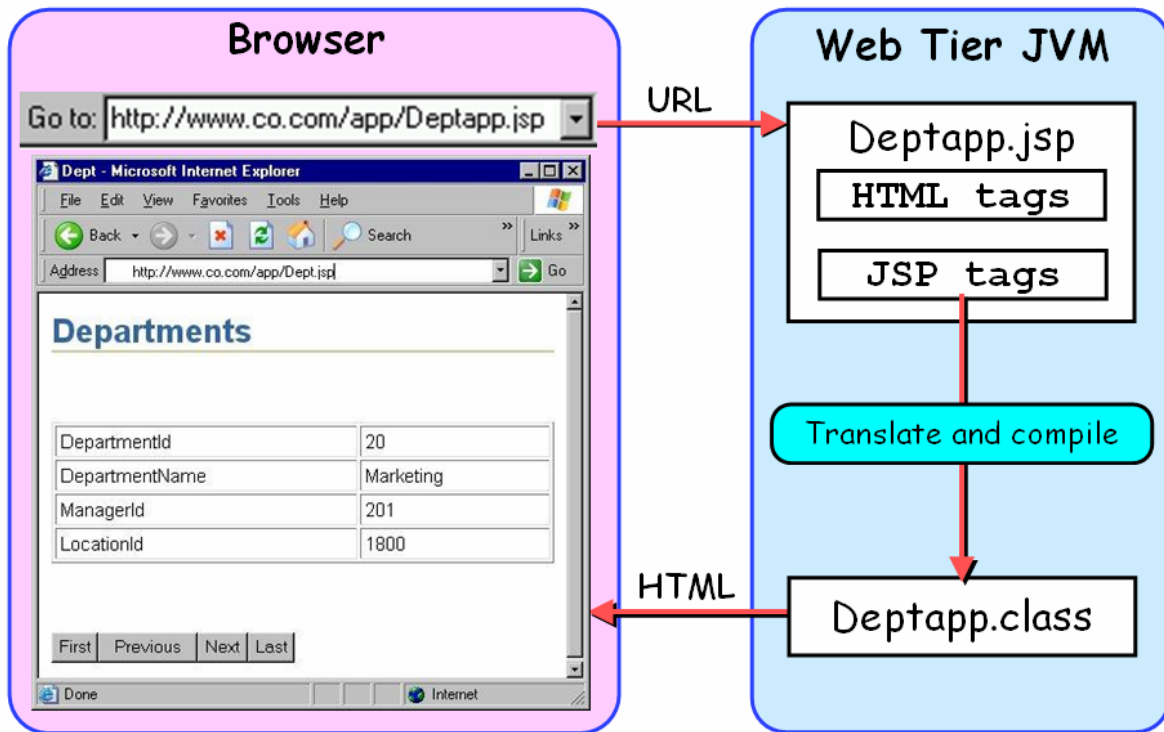 Browser
Go to: http://www.co.com/app/Deptapp.jsp
Dept - Microsoft Internet Explorer
File Edit View Favorites Tools Help
Back Search » Links »
Address http://www.co.com/app/Dept.jsp Go
Departments
DepartmentId 20
DepartmentName Marketing
ManagerId 201
LocationId 1800
First Previous Next Last
Done Internet
URL
HTML
Web Tier JVM
Deptapp.jsp
HTML tags
JSP tags
Translate and compile
Deptapp.class